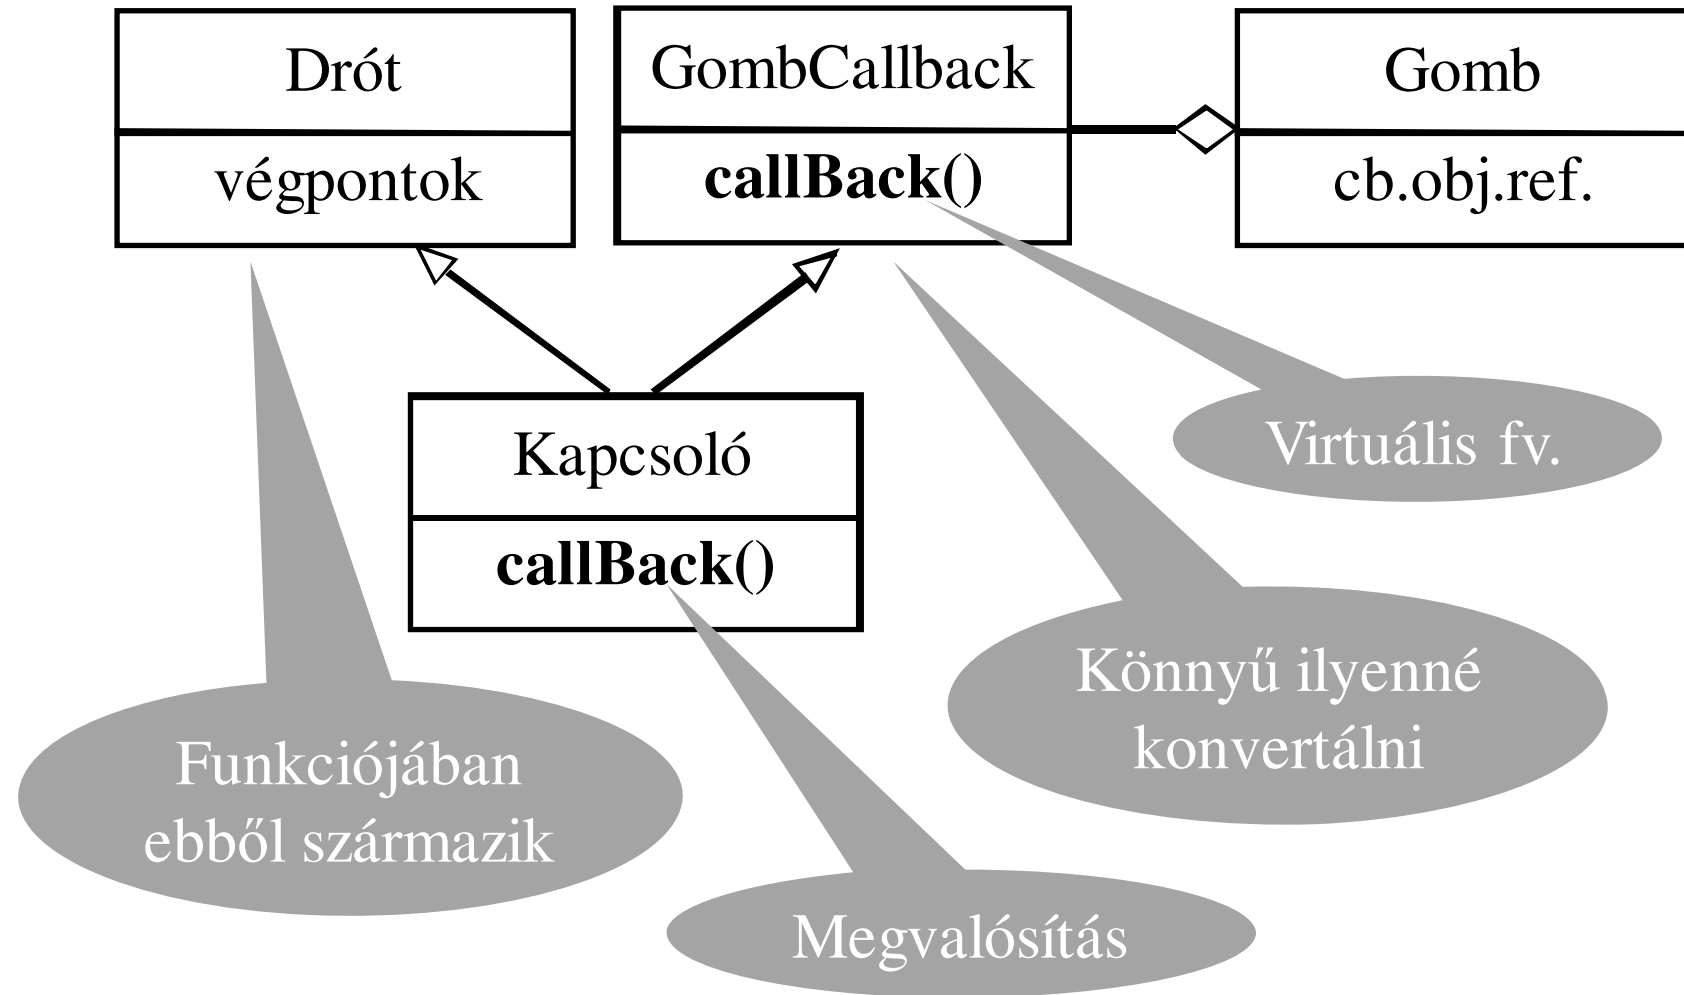 Drót
végpontok
GombCallback
callBack()
Gomb
cb.obj.ref.
Kapcsoló
callBack()
Virtuális fv.
Könnyű ilyenné
konvertálni
Funkciójában
ebből származik
Megvalósítás